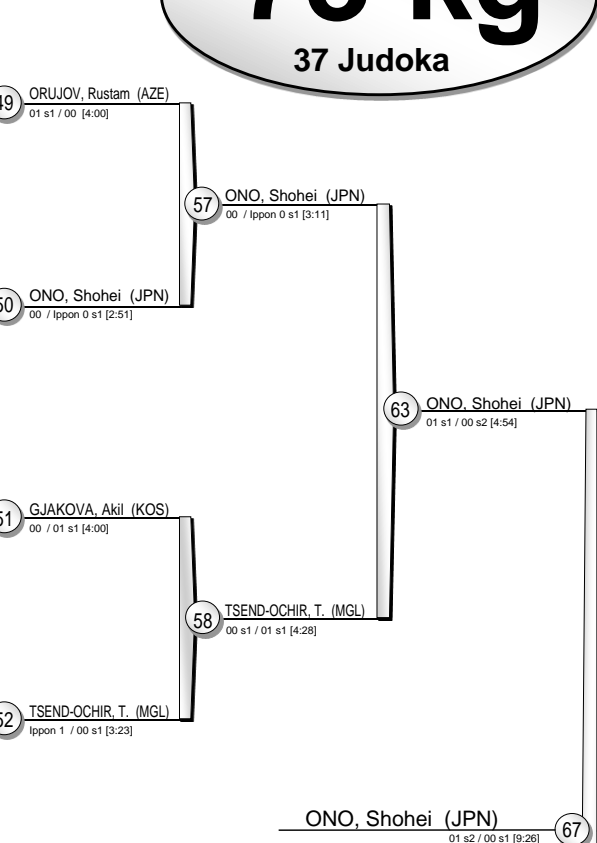 73 kg
37 Judoka
49 ORUJOV, Rustam (AZE)
01 s1 / 00 [4:00]
57 ONO, Shohei (JPN)
00 / Ippon 0 s1 [3:11]
50 ONO, Shohei (JPN)
00 / Ippon 0 s1 [2:51]
63 ONO, Shohei (JPN)
01 s1 / 00 s2 [4:54]
51 GJAKOVA, Akil (KOS)
00 / 01 s1 [4:00]
58 TSEND-OCHIR, T. (MGL)
00 s1 / 01 s1 [4:28]
52 TSEND-OCHIR, T. (MGL)
Ippon 1 / 00 s1 [3:23]
ONO, Shohei (JPN) 67
01 s2 / 00 s1 [9:26]